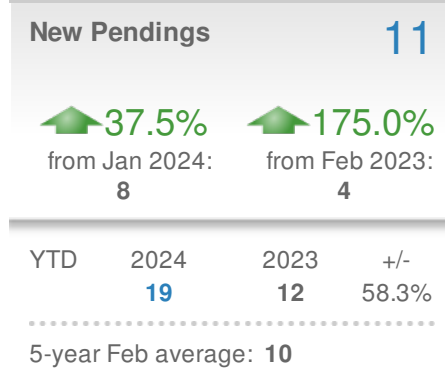 New Pendings 11
37.5% 175.0%
from Jan 2024: from Feb 2023:
8 4
YTD 2024 2023 +/-
19 12 58.3%
5-year Feb average: 10